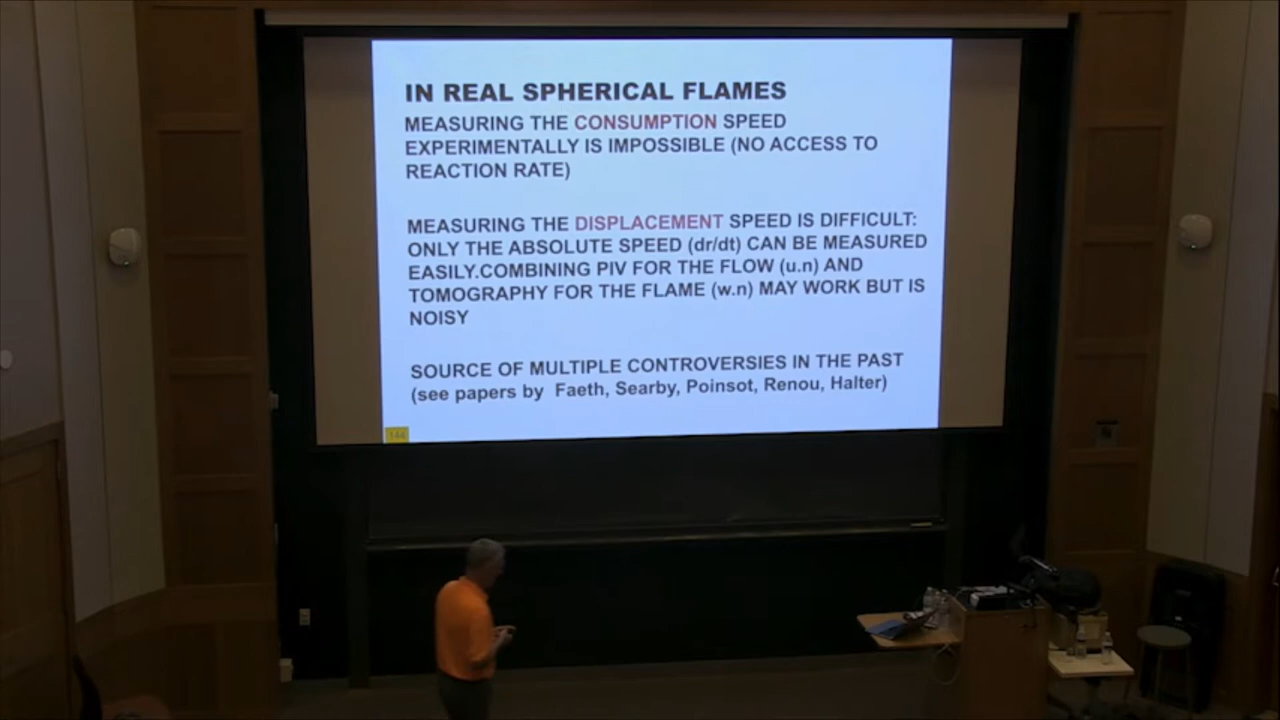 IN REAL SPHERICAL FLAMES
MEASURING THE CONSUMPTION SPEED
EXPERIMENTALLY IS IMPOSSIBLE (NO ACCESS TO
REACTION RATE)
MEASURING THE DISPLACEMENT SPEED IS DIFFICULT:
ONLY THE ABSOLUTE SPEED (dr/dt) CAN BE MEASURED
EASILY.COMBINING PIV FOR THE FLOW (u.n) AND
TOMOGRAPHY FOR THE FLAME (w.n) MAY WORK BUT IS
NOISY
SOURCE OF MULTIPLE CONTROVERSIES IN THE PAST
(see papers by Faeth, Searby, Poinsot, Renou, Halter)
144